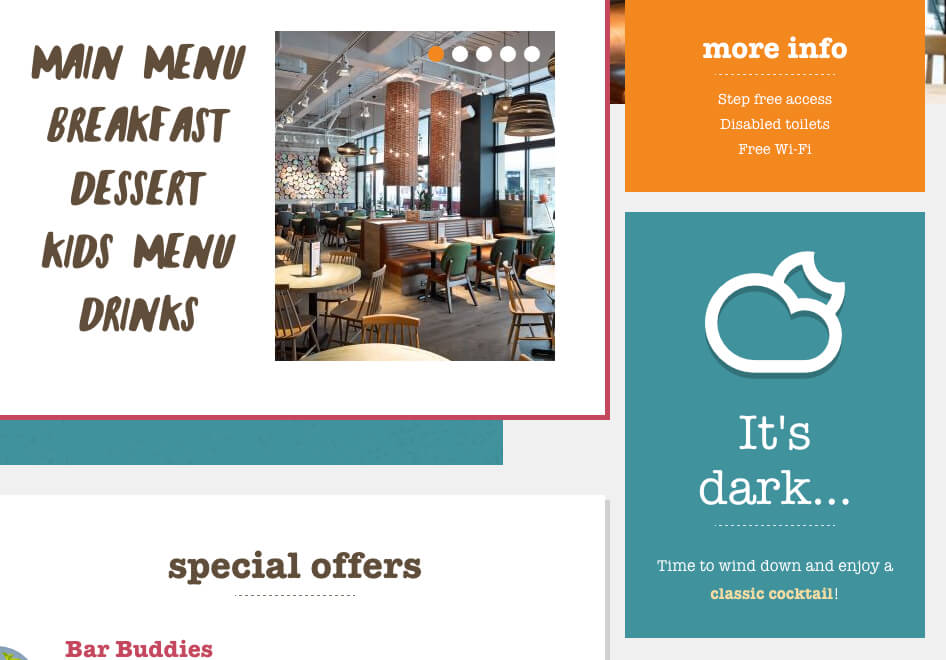 MAIN MENU
BREAKFAST
DESSERT
KIDS MENU
DRINKS
more info
Step free access
Disabled toilets
Free Wi-Fi
It's
dark...
Time to wind down and enjoy a
classic cocktail!
special offers
Bar Buddies